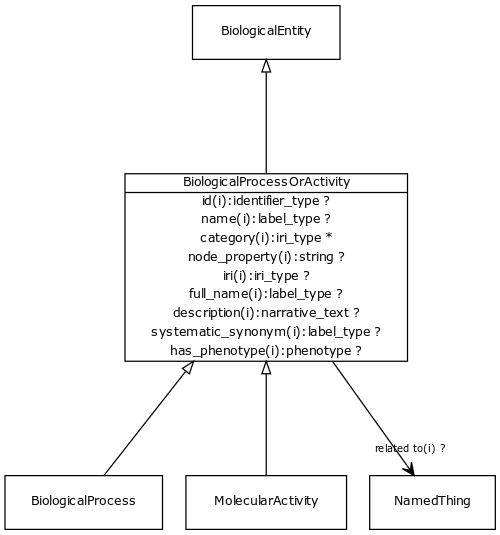 BiologicalEntity
BiologicalProcessOrActivity
id(i):identifier_type ?
name(i):label_type ?
category(i):iri_type *
node_property(i):string ?
iri(i):iri_type ?
full_name(i):label_type ?
description(i):narrative_text ?
systematic_synonym(i):label_type ?
has_phenotype(i):phenotype ?
related to(i) ?
BiologicalProcess
MolecularActivity
NamedThing